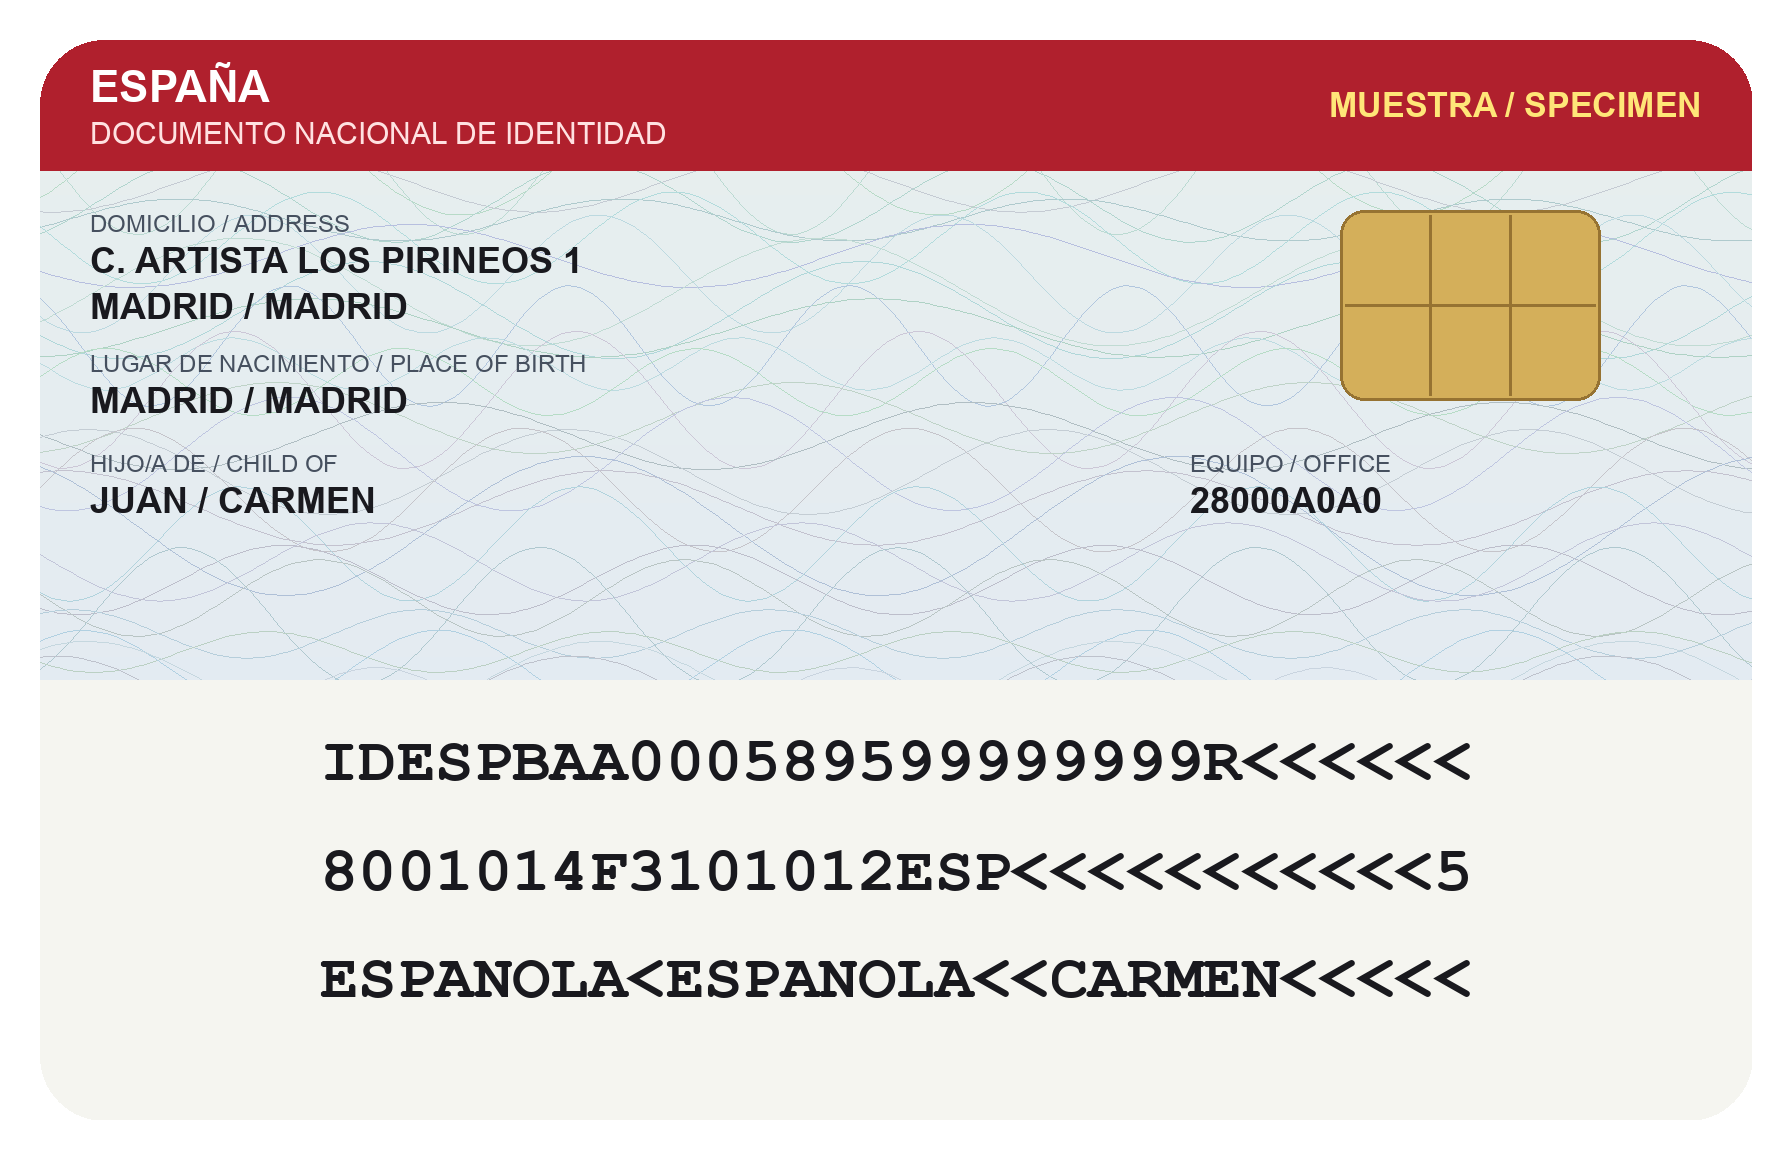 ESPAÑA
DOCUMENTO NACIONAL DE IDENTIDAD
MUESTRA / SPECIMEN
DOMICILIO / ADDRESS
C. ARTISTA LOS PIRINEOS 1
MADRID / MADRID
LUGAR DE NACIMIENTO / PLACE OF BIRTH
MADRID / MADRID
HIJO/A DE / CHILD OF
JUAN / CARMEN
EQUIPO / OFFICE
28000A0A0
IDESPBAA000589599999999R<<<<<<
8001014F3101012ESP<<<<<<<<<<<5
ESPANOLA<ESPANOLA<<CARMEN<<<<<